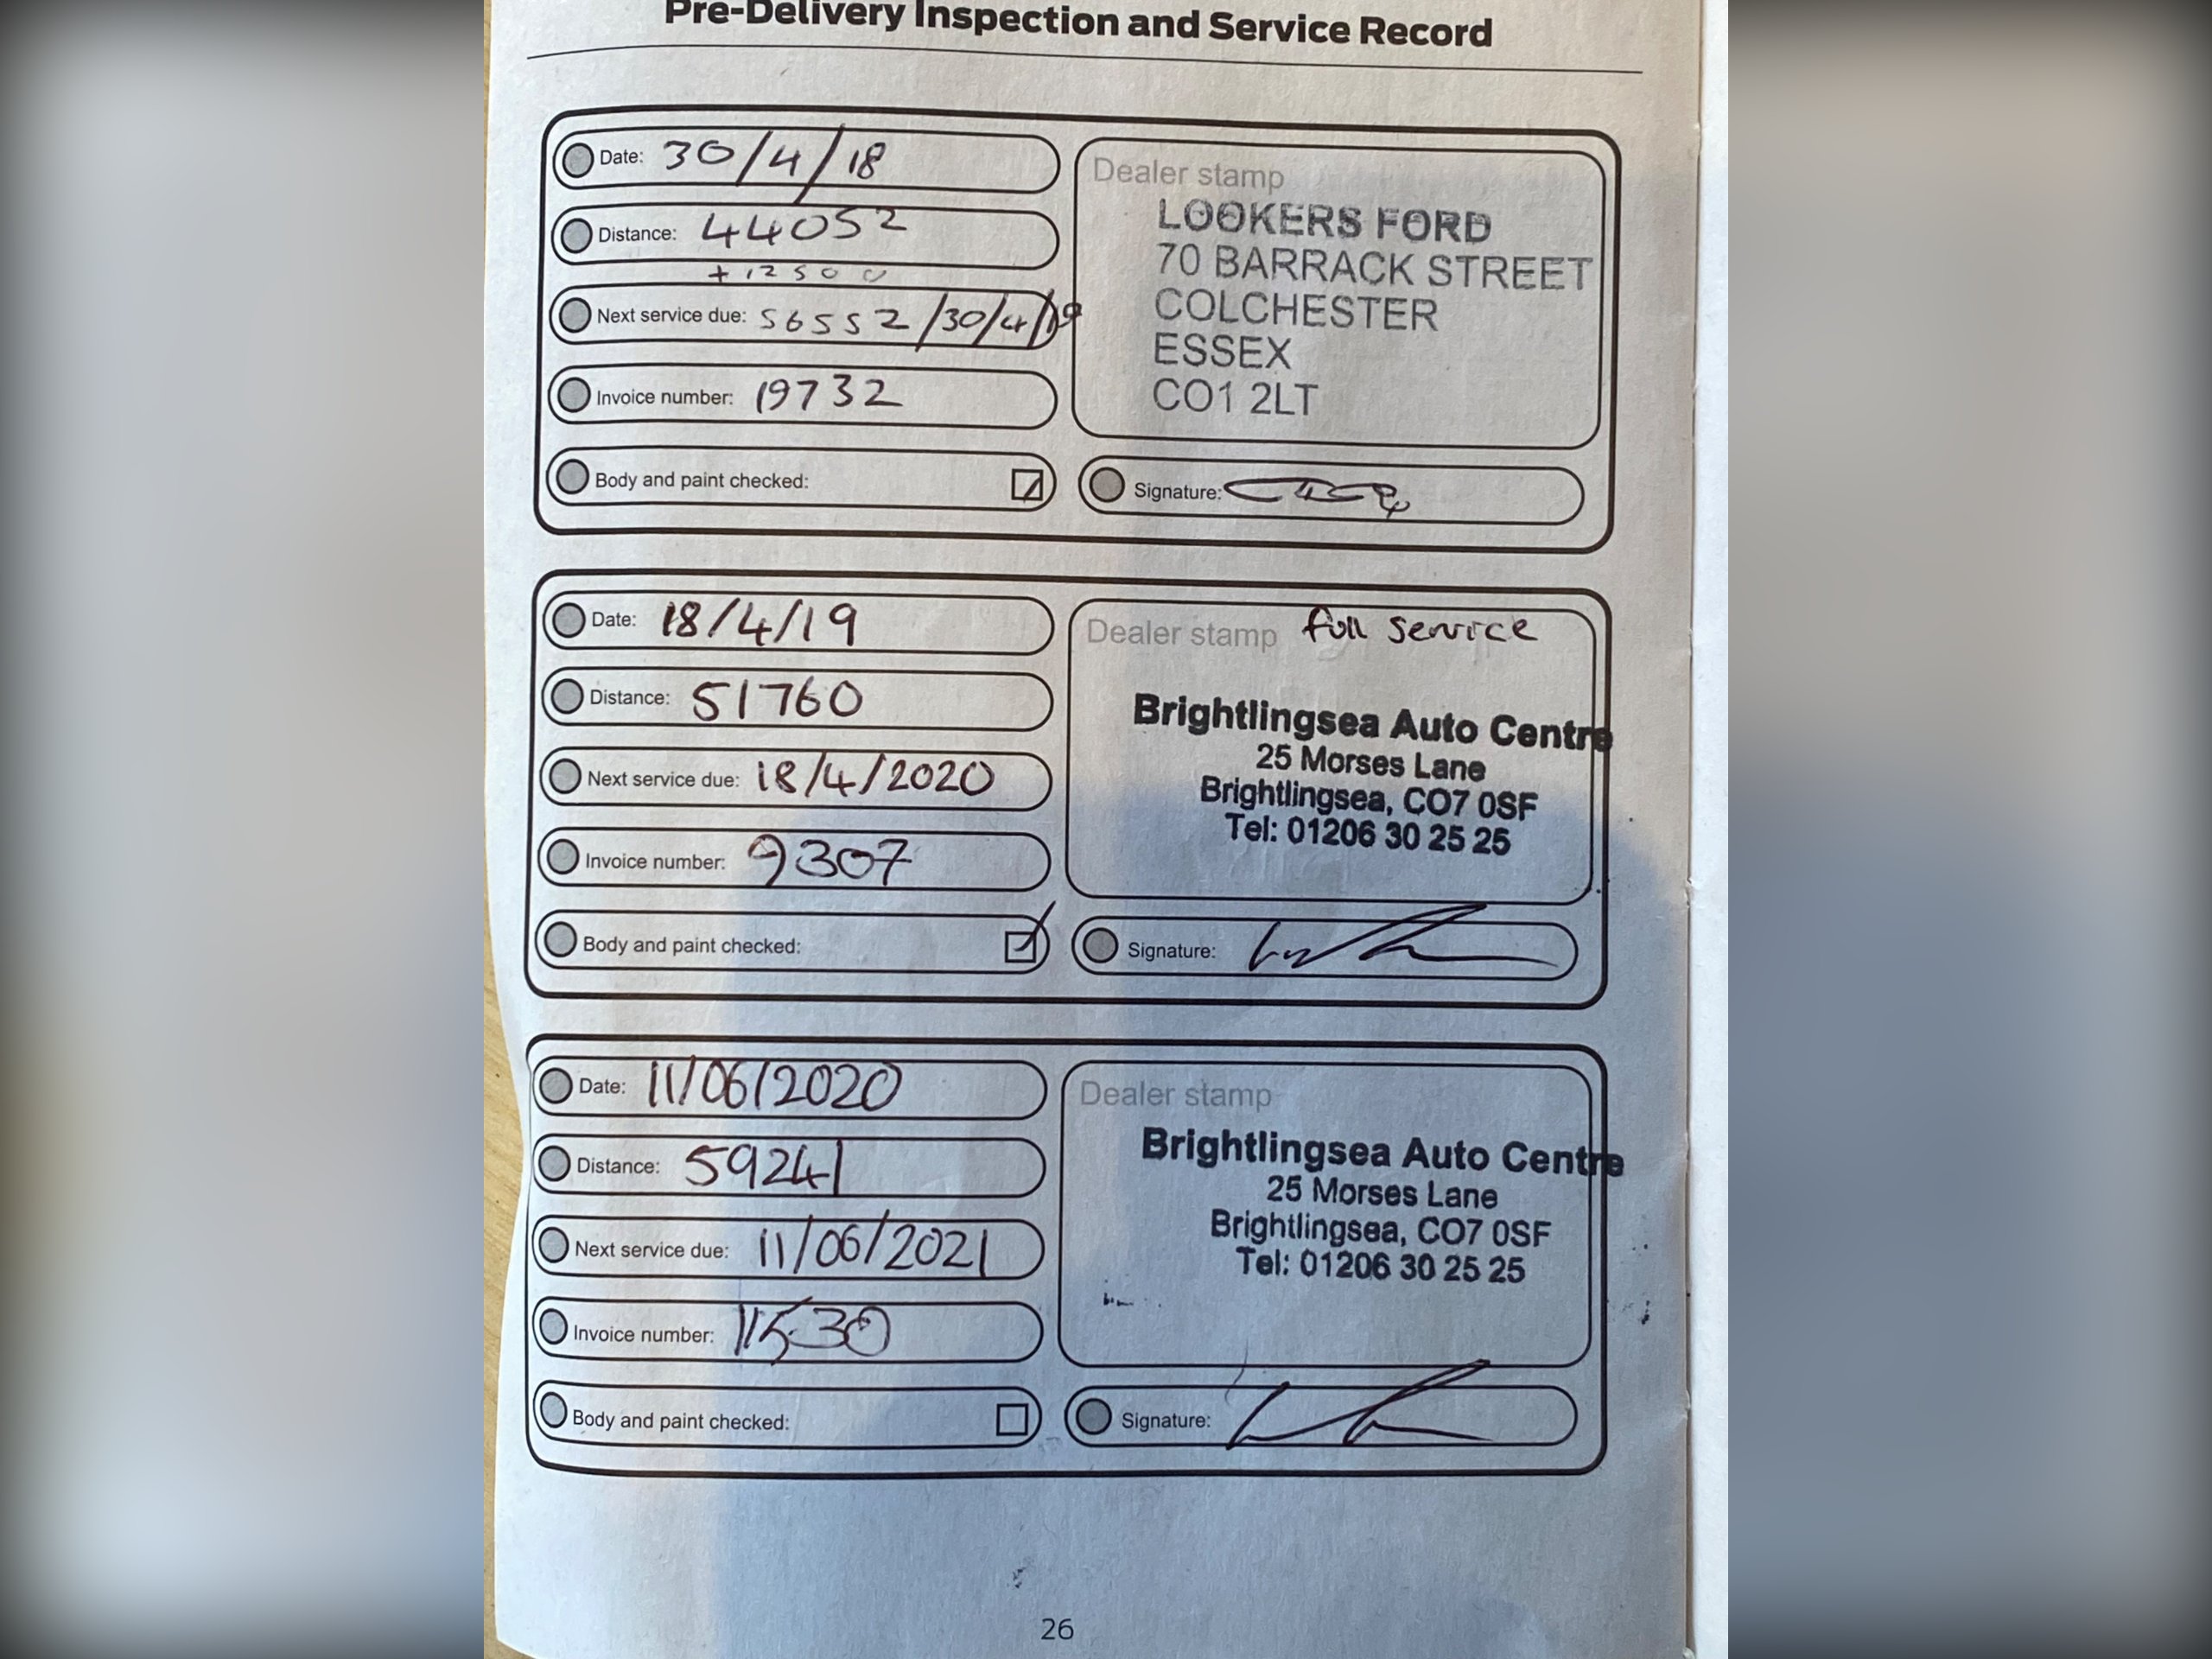 Pre-Delivery Inspection and Service Record
Date: 30/4/18
Distance: 44052
+12500
Next service due: 56552/30/4/19
Invoice number: 19732
Body and paint checked:
Dealer stamp
LOOKERS FORD
70 BARRACK STREET
COLCHESTER
ESSEX
CO1 2LT
Signature:
Date: 18/4/19
Distance: 51760
Next service due: 18/4/2020
Invoice number: 9307
Body and paint checked:
Dealer stamp full service
Brightlingsea Auto Centre
25 Morses Lane
Brightlingsea, CO7 0SF
Tel: 01206 30 25 25
Signature:
Date: 11/06/2020
Distance: 59241
Next service due: 11/06/2021
Invoice number: 11530
Body and paint checked:
Dealer stamp
Brightlingsea Auto Centre
25 Morses Lane
Brightlingsea, CO7 0SF
Tel: 01206 30 25 25
Signature:
26